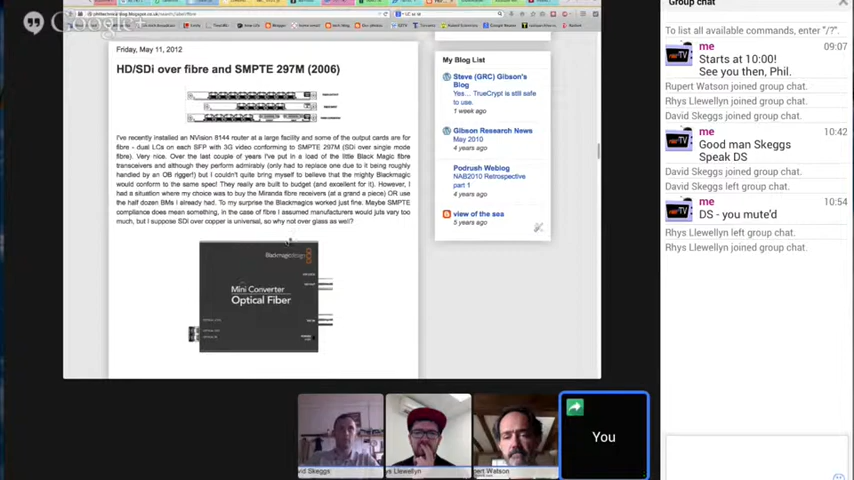 Google+
Friday, May 11, 2012
HD/SDi over fibre and SMPTE 297M (2006)
I've recently installed an NVision 8144 router at a large facility and some of the output cards are for
fibre - dual LCs on each SFP with 3G video conforming to SMPTE 297M (SDi over single mode
fibre). Very nice. Over the last couple of years I've put in a load of the little Black Magic fibre
transceivers and although they perform admirably (only had to replace one due to it being roughly
handled by an OB rigger!) but I couldn't quite bring myself to believe that the mighty Blackmagic
would conform to the same spec! They really are built to budget (and excellent for it). However, I
had a situation where my choice was to buy the Miranda fibre receivers (at a grand a piece) OR use
the half dozen BMs I already had. To my surprise the Blackmagics worked just fine. Maybe SMPTE
compliance does mean something, in the case of fibre I assumed manufacturers would juts vary too
much, but I suppose SDi over copper is universal, so why not over glass as well?
Blackmagicdesign
Mini Converter
Optical Fiber
My Blog List
Steve (GRC) Gibson's
Blog
Yes... TrueCrypt is still safe
to use.
1 week ago
Gibson Research News
May 2010
4 years ago
Podrush Weblog
NAB2010 Retrospective
part 1
4 years ago
view of the sea
5 years ago
Group chat
To list all available commands, enter "/?".
me 09:07
Starts at 10:00!
See you then, Phil.
Rupert Watson joined group chat.
Rhys Llewellyn joined group chat.
David Skeggs joined group chat.
me 10:42
Good man Skeggs
Speak DS
David Skeggs joined group chat.
David Skeggs left group chat.
me 10:54
DS - you mute'd
Rhys Llewellyn left group chat.
Rhys Llewellyn joined group chat.
vid Skeggs
ys Llewellyn
pert Watson
You